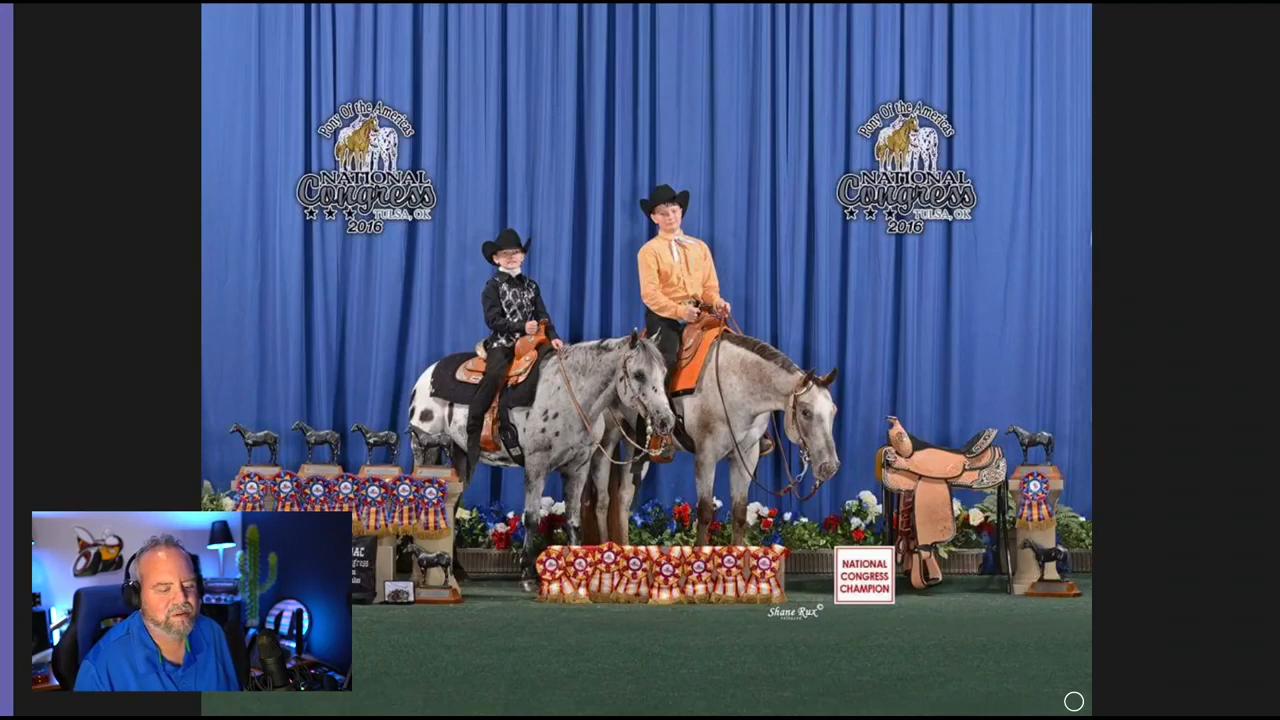 Pony Of the Americas
NATIONAL
Congress
TULSA, OK
2016
Pony Of the Americas
NATIONAL
Congress
TULSA, OK
2016
NATIONAL
CONGRESS
CHAMPION
Shane Rux©